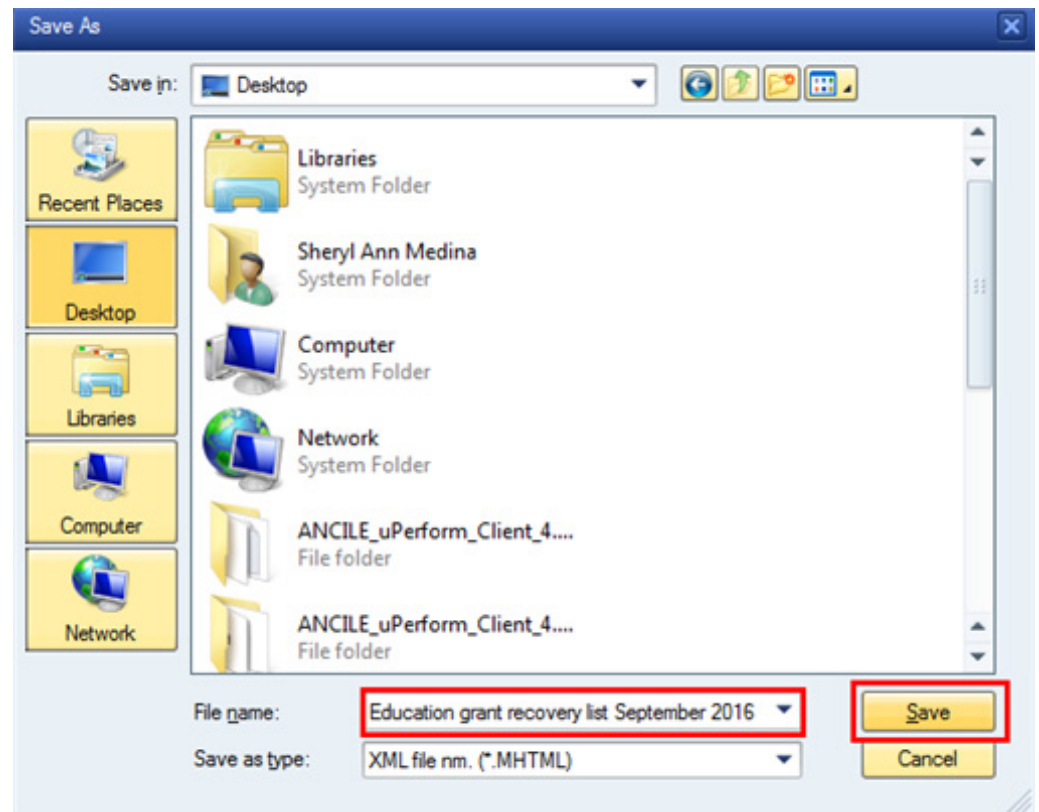 Save As
Save in:
Desktop
Recent Places
Desktop
Libraries
Computer
Network
Libraries
System Folder
Sheryl Ann Medina
System Folder
Computer
System Folder
Network
System Folder
ANCILE_uPerform_Client_4....
File folder
ANCILE_uPerform_Client_4....
File folder
File name:
Education grant recovery list September 2016
Save
Save as type:
XML file nm. (*.MHTML)
Cancel